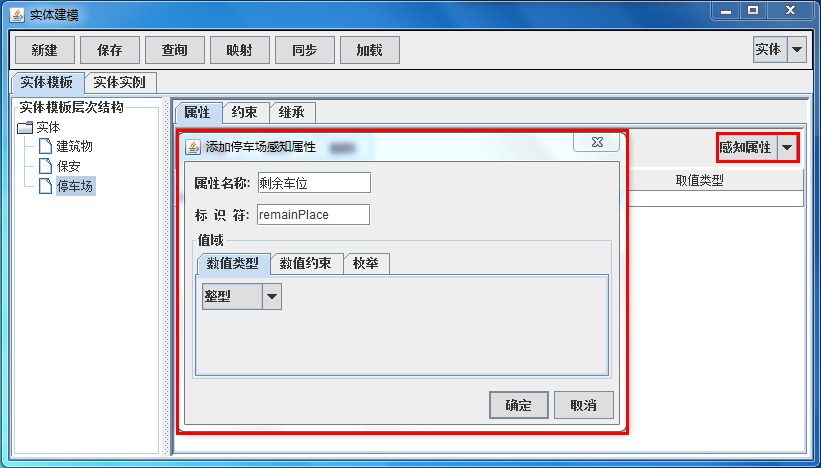 实体建模
新建 保存 查询 映射 同步 加载 实体
实体模板 实体实例
实体模板层次结构
实体
建筑物
保安
停车场
属性 约束 继承
感知属性
取值类型
添加停车场感知属性
属性名称: 剩余车位
标 识 符: remainPlace
值域
数值类型 数值约束 枚举
整型
确定 取消